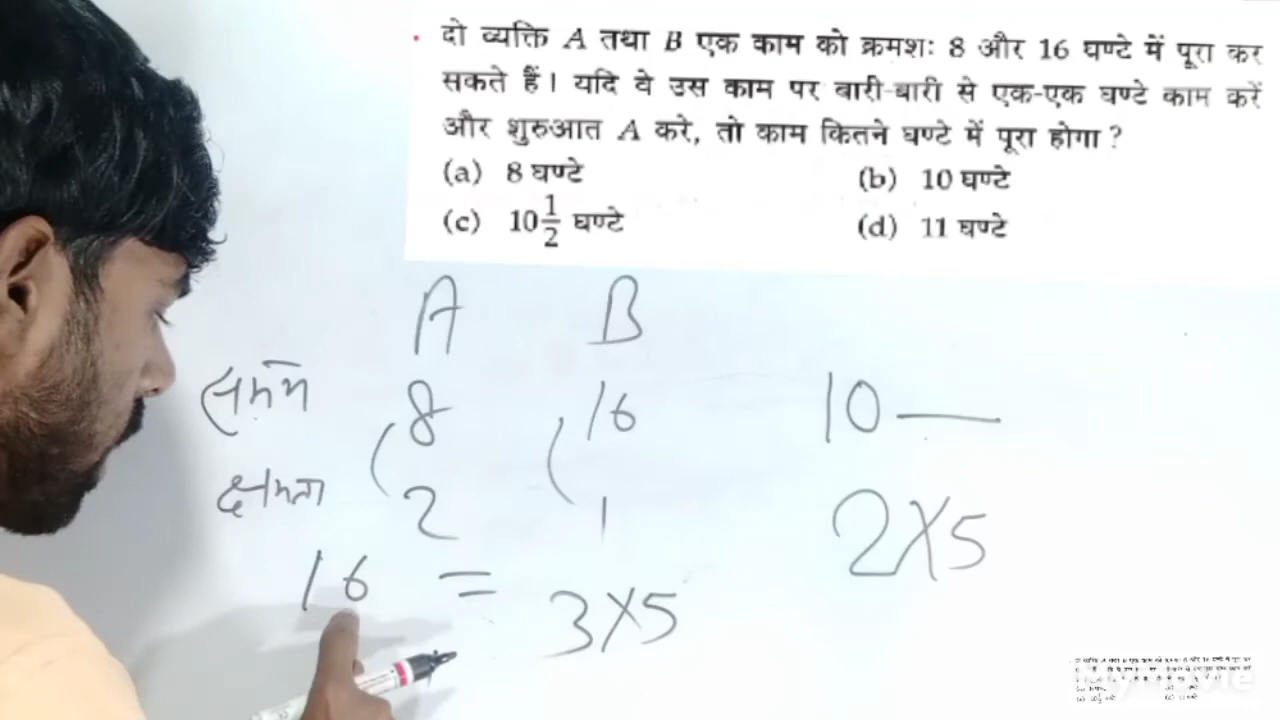 . दो व्यक्ति A तथा B एक काम को क्रमशः 8 और 16 घण्टे में पूरा कर
सकते हैं। यदि वे उस काम पर बारी-बारी से एक-एक घण्टे काम करें
और शुरुआत A करे, तो काम कितने घण्टे में पूरा होगा ?
(a) 8 घण्टे (b) 10 घण्टे
(c) 10 1/2 घण्टे (d) 11 घण्टे
A B
समय 8 16 10 —
क्षमता 2 1 2×5
16 = 3×5